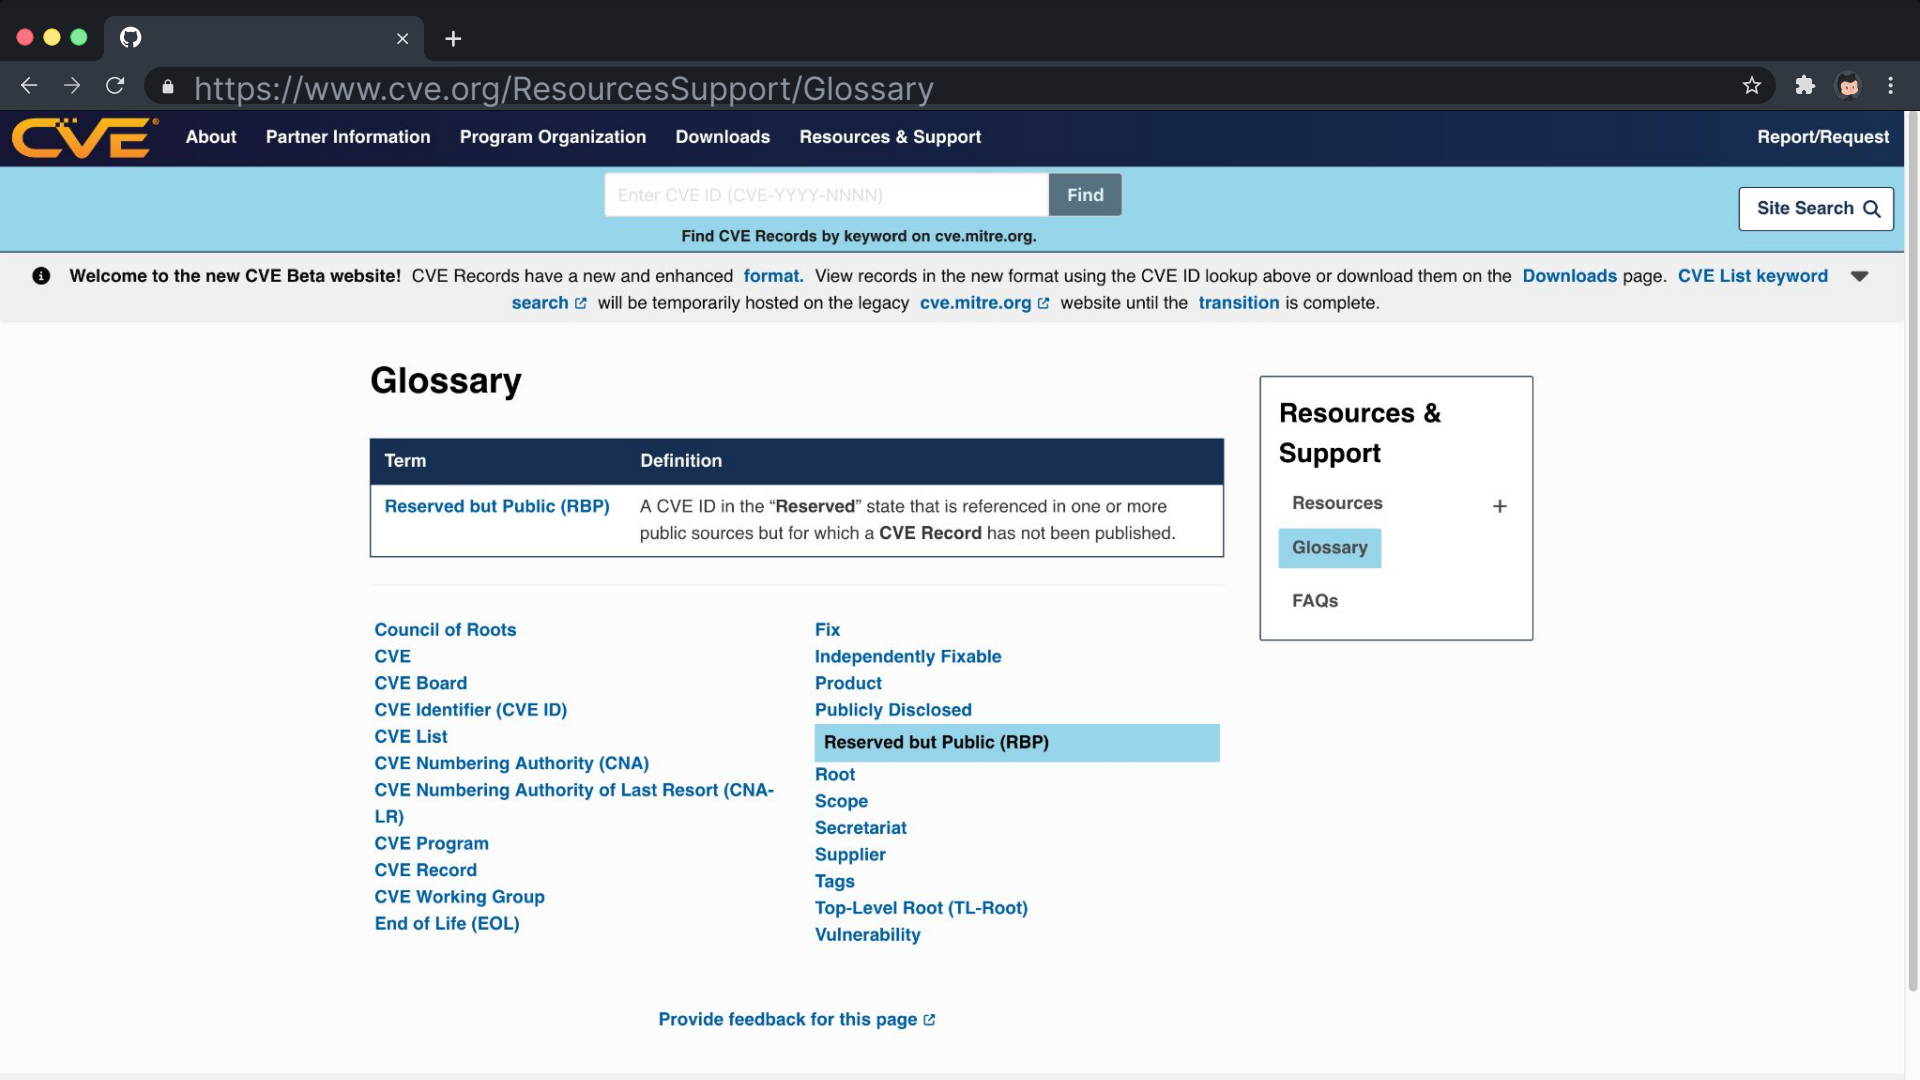 https://www.cve.org/ResourcesSupport/Glossary
CVE® About Partner Information Program Organization Downloads Resources & Support Report/Request
Enter CVE ID (CVE-YYYY-NNNN) Find
Site Search
Find CVE Records by keyword on cve.mitre.org.
Welcome to the new CVE Beta website! CVE Records have a new and enhanced format. View records in the new format using the CVE ID lookup above or download them on the Downloads page. CVE List keyword
search will be temporarily hosted on the legacy cve.mitre.org website until the transition is complete.
Glossary
Term Definition
Reserved but Public (RBP) A CVE ID in the “Reserved” state that is referenced in one or more
public sources but for which a CVE Record has not been published.
Council of Roots
CVE
CVE Board
CVE Identifier (CVE ID)
CVE List
CVE Numbering Authority (CNA)
CVE Numbering Authority of Last Resort (CNA-
LR)
CVE Program
CVE Record
CVE Working Group
End of Life (EOL)
Fix
Independently Fixable
Product
Publicly Disclosed
Reserved but Public (RBP)
Root
Scope
Secretariat
Supplier
Tags
Top-Level Root (TL-Root)
Vulnerability
Provide feedback for this page
Resources &
Support
Resources
Glossary
FAQs